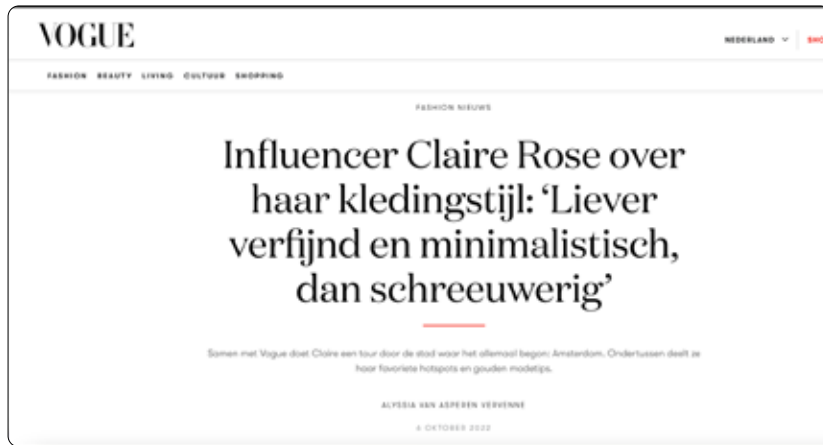 VOGUE
NEDERLAND
FASHION BEAUTY LIVING CULTUUR SHOPPING
FASHION NIEUWS
Influencer Claire Rose over
haar kledingstijl: ‘Liever
verfijnd en minimalistisch,
dan schreeuwerig’
Samen met Vogue doet Claire een tour door de stad waar het allemaal begon: Amsterdam. Ondertussen deelt ze
haar favoriete hotspots en gouden modetips.
ALYSSIA VAN ASPEREN VERVENNE
6 OKTOBER 2022